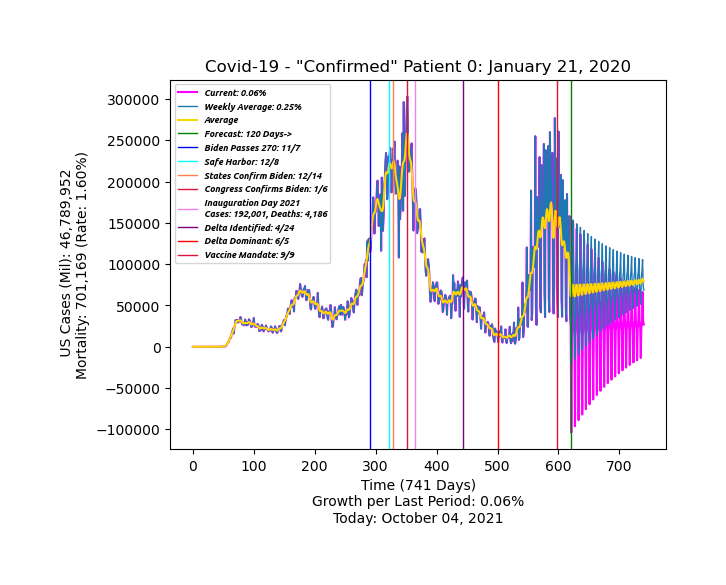 Covid-19 - "Confirmed" Patient 0: January 21, 2020
Current: 0.06%
Weekly Average: 0.25%
Average
Forecast: 120 Days->
Biden Passes 270: 11/7
Safe Harbor: 12/8
States Confirm Biden: 12/14
Congress Confirms Biden: 1/6
Inauguration Day 2021
Cases: 192,001, Deaths: 4,186
Delta Identified: 4/24
Delta Dominant: 6/5
Vaccine Mandate: 9/9
300000
250000
200000
150000
100000
50000
0
−50000
−100000
US Cases (Mil): 46,789,952
Mortality: 701,169 (Rate: 1.60%)
0 100 200 300 400 500 600 700
Time (741 Days)
Growth per Last Period: 0.06%
Today: October 04, 2021